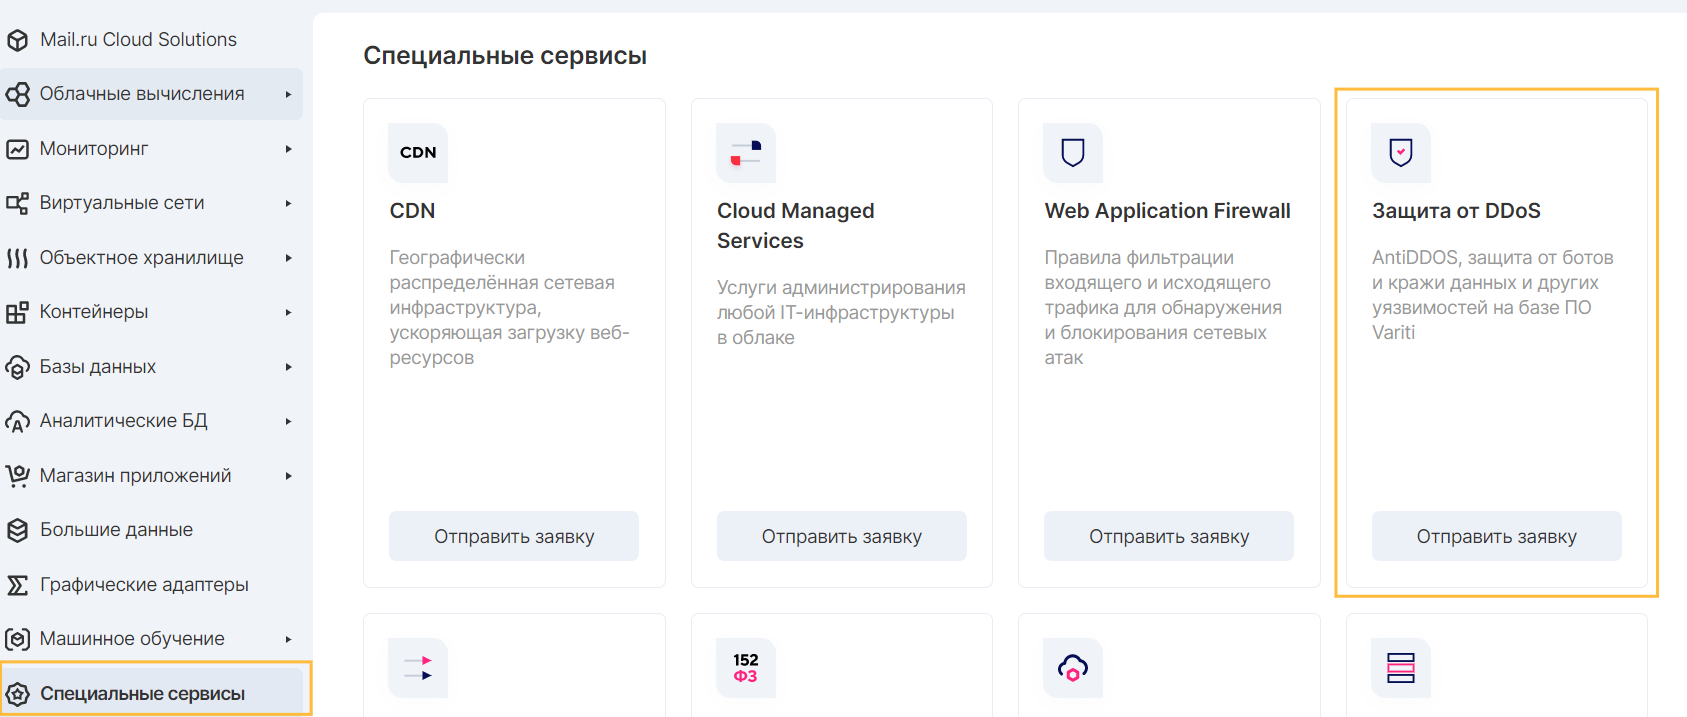 Mail.ru Cloud Solutions
Облачные вычисления
Мониторинг
Виртуальные сети
Объектное хранилище
Контейнеры
Базы данных
Аналитические БД
Магазин приложений
Большие данные
Графические адаптеры
Машинное обучение
Специальные сервисы
Специальные сервисы
CDN
CDN
Географически
распределённая сетевая
инфраструктура,
ускоряющая загрузку веб-
ресурсов
Отправить заявку
Cloud Managed
Services
Услуги администрирования
любой IT-инфраструктуры
в облаке
Отправить заявку
Web Application Firewall
Правила фильтрации
входящего и исходящего
трафика для обнаружения
и блокирования сетевых
атак
Отправить заявку
Защита от DDoS
AntiDDOS, защита от ботов
и кражи данных и других
уязвимостей на базе ПО
Variti
Отправить заявку
152
ФЗ